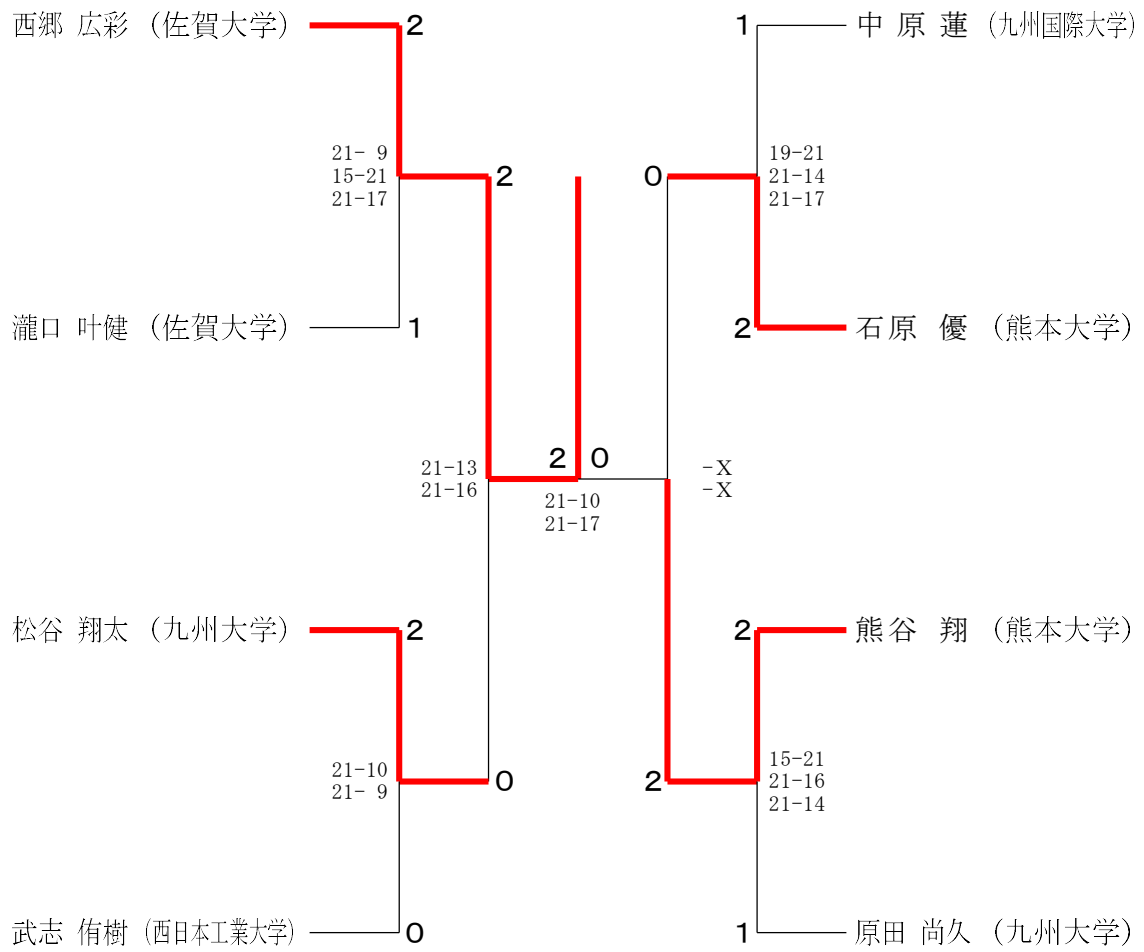 西郷 広彩 (佐賀大学) 2
1 中 原 蓮 (九州国際大学)
21- 9
15-21
21-17
2
0
19-21
21-14
21-17
瀧口 叶健 (佐賀大学) 1
2 石原 優 (熊本大学)
21-13
21-16
2 0
21-10
21-17
-X
-X
松谷 翔太 (九州大学) 2
2 熊谷 翔 (熊本大学)
21-10
21- 9
0
2
15-21
21-16
21-14
武志 侑樹 (西日本工業大学) 0
1 原田 尚久 (九州大学)